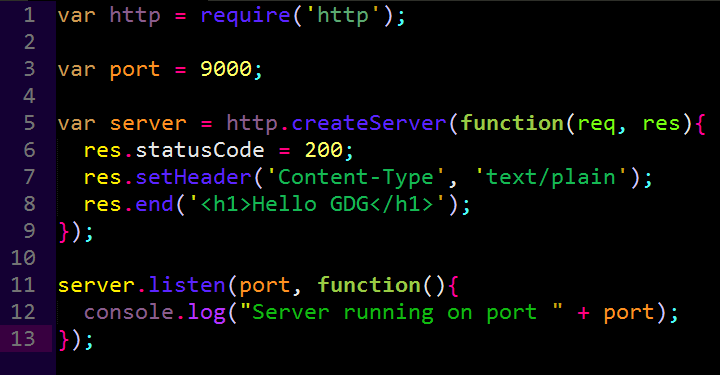 1 var http = require('http');
2
3 var port = 9000;
4
5 var server = http.createServer(function(req, res){
6   res.statusCode = 200;
7   res.setHeader('Content-Type', 'text/plain');
8   res.end('<h1>Hello GDG</h1>');
9 });
10
11 server.listen(port, function(){
12   console.log("Server running on port " + port);
13 });